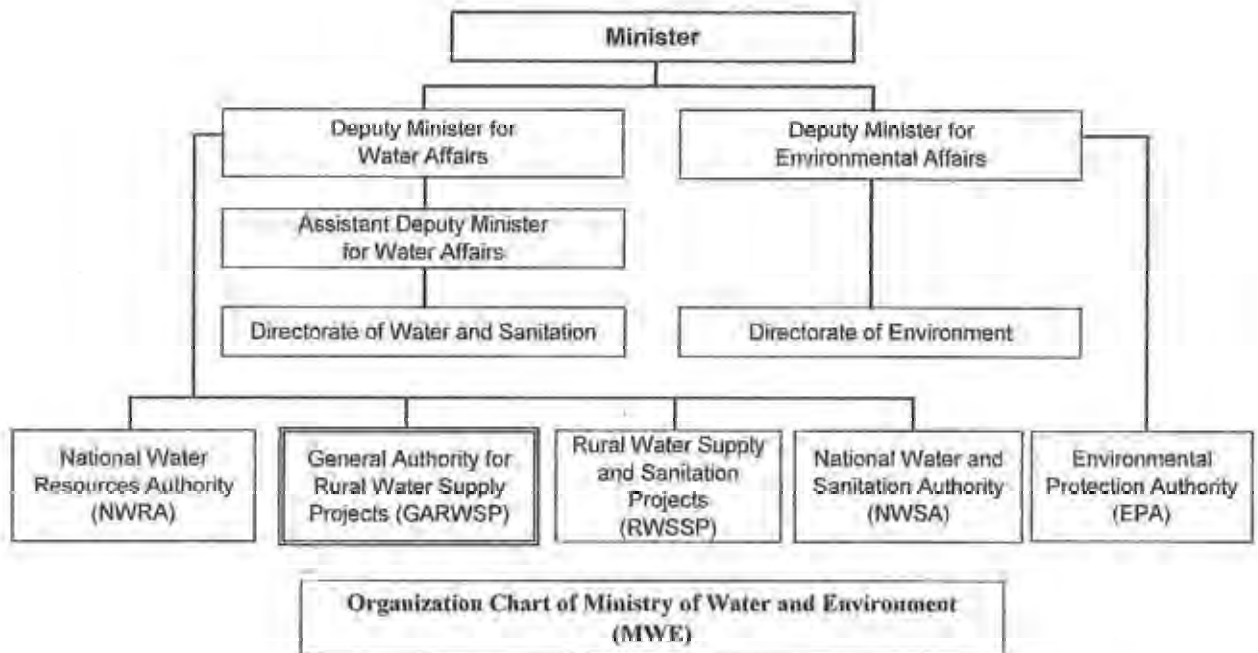 Minister
Deputy Minister for
Water Affairs
Deputy Minister for
Environmental Affairs
Assistant Deputy Minister
for Water Affairs
Directorate of Water and Sanitation
Directorate of Environment
National Water
Resources Authority
(NWRA)
General Authority for
Rural Water Supply
Projects (GARWSP)
Rural Water Supply
and Sanitation
Projects
(RWSSP)
National Water and
Sanitation Authority
(NWSA)
Environmental
Protection Authority
(EPA)
Organization Chart of Ministry of Water and Environment
(MWE)